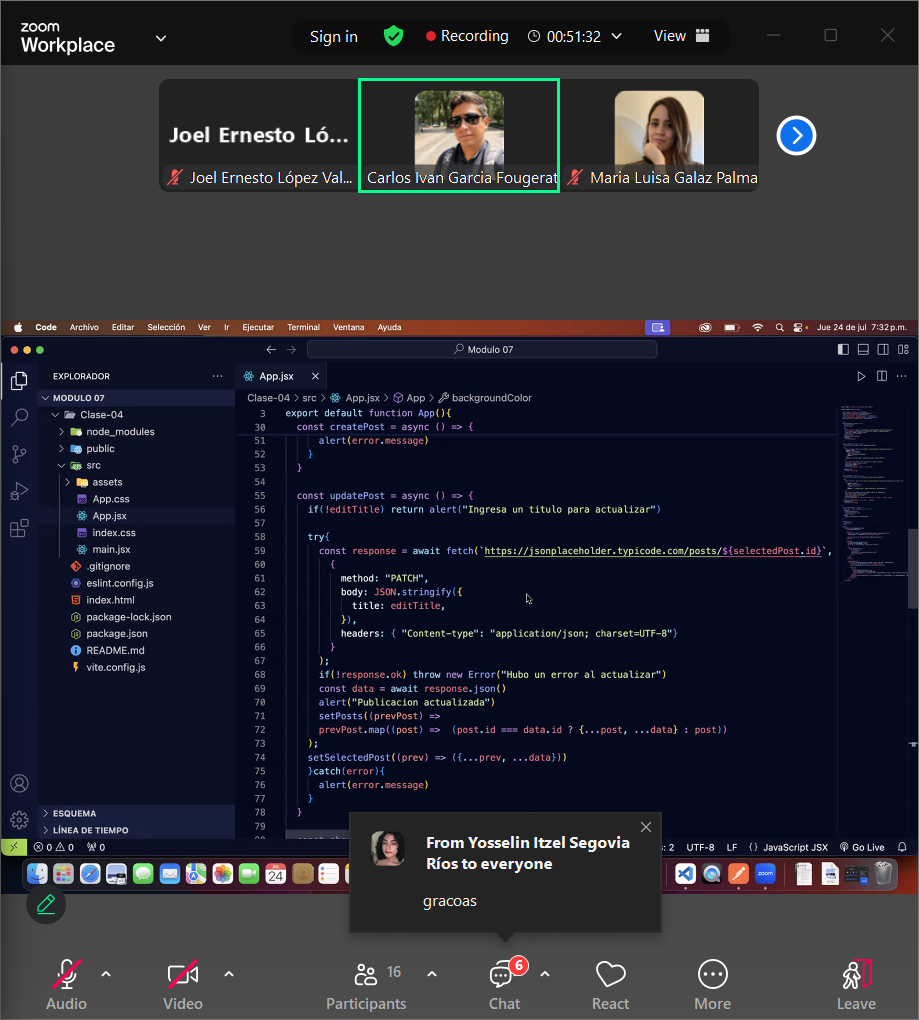 zoom
Workplace
Sign in
Recording
00:51:32
View
Joel Ernesto Ló...
Joel Ernesto López Val...
Carlos Ivan Garcia Fougerat
Maria Luisa Galaz Palma
Code Archivo Editar Selección Ver Ir Ejecutar Terminal Ventana Ayuda
Jue 24 de jul 7:32 p.m.
Modulo 07
EXPLORADOR
MODULO 07
Clase-04
node_modules
public
src
assets
App.css
App.jsx
index.css
main.jsx
.gitignore
eslint.config.js
index.html
package-lock.json
package.json
README.md
vite.config.js
ESQUEMA
LÍNEA DE TIEMPO
App.jsx
Clase-04 > src > App.jsx > App > backgroundColor
3 export default function App(){
30 const createPost = async () => {
51 alert(error.message)
52 }
53 }
54
55 const updatePost = async () => {
56 if(!editTitle) return alert("Ingresa un titulo para actualizar")
57
58 try{
59 const response = await fetch(`https://jsonplaceholder.typicode.com/posts/${selectedPost.id}`,
60 {
61 method: "PATCH",
62 body: JSON.stringify({
63 title: editTitle,
64 }),
65 headers: { "Content-type": "application/json; charset=UTF-8"}
66 }
67 );
68 if(!response.ok) throw new Error("Hubo un error al actualizar")
69 const data = await response.json()
70 alert("Publicacion actualizada")
71 setPosts((prevPost) =>
72 prevPost.map((post) => (post.id === data.id ? {...post, ...data} : post))
73 );
74 setSelectedPost((prev) => ({...prev, ...data}))
75 }catch(error){
76 alert(error.message)
77 }
78 }
79
0 0 0
: 2 UTF-8 LF {} JavaScript JSX Go Live
24
zoom
From Yosselin Itzel Segovia
Ríos to everyone
gracoas
Audio
Video
16
Participants
6
Chat
React
More
Leave